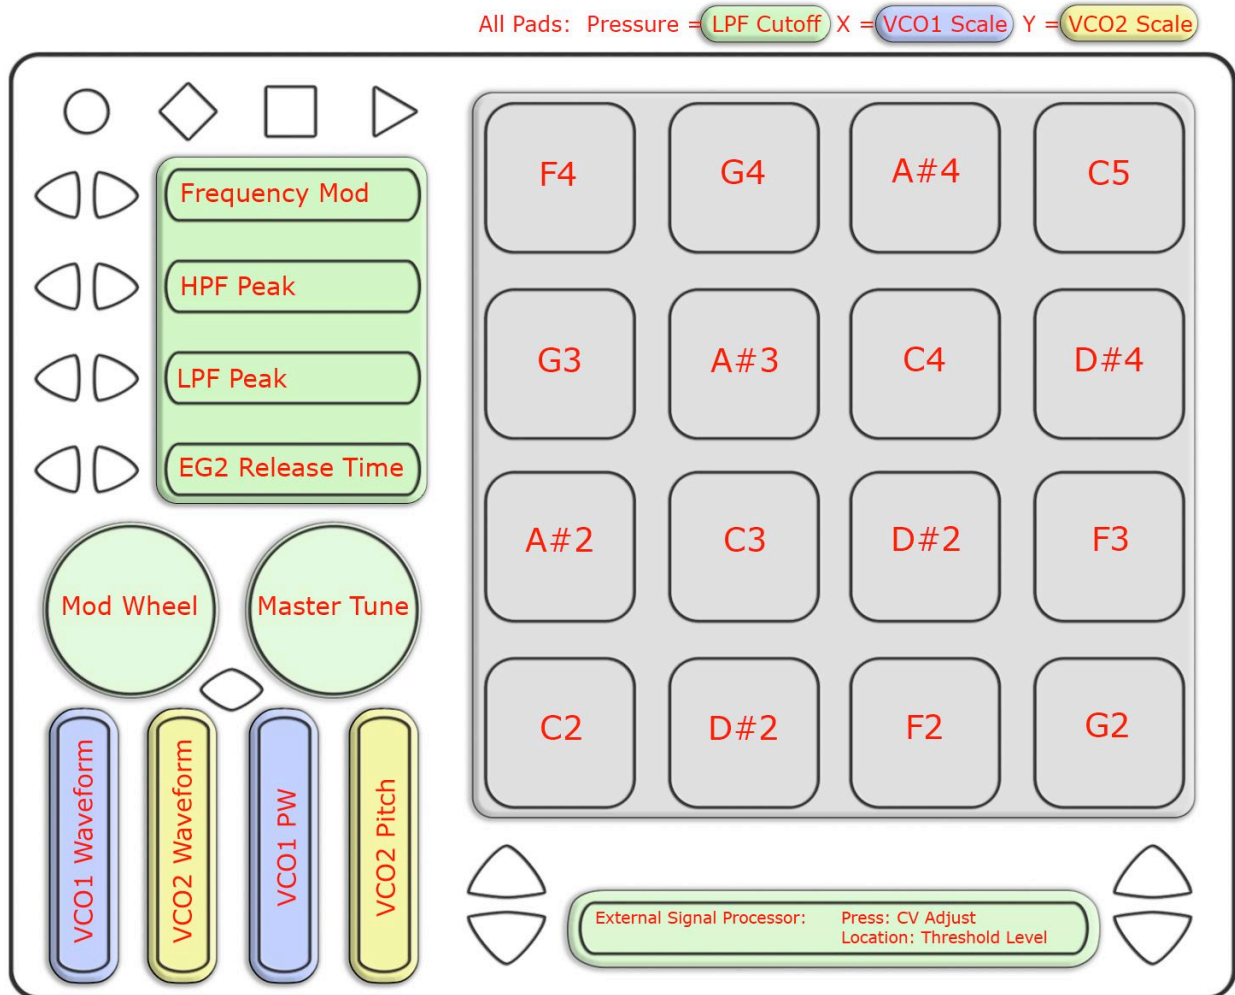 All Pads: Pressure = LPF Cutoff X = VCO1 Scale Y = VCO2 Scale
Frequency Mod
HPF Peak
LPF Peak
EG2 Release Time
Mod Wheel
Master Tune
VCO1 Waveform
VCO2 Waveform
VCO1 PW
VCO2 Pitch
F4 G4 A#4 C5
G3 A#3 C4 D#4
A#2 C3 D#2 F3
C2 D#2 F2 G2
External Signal Processor: Press: CV Adjust
Location: Threshold Level